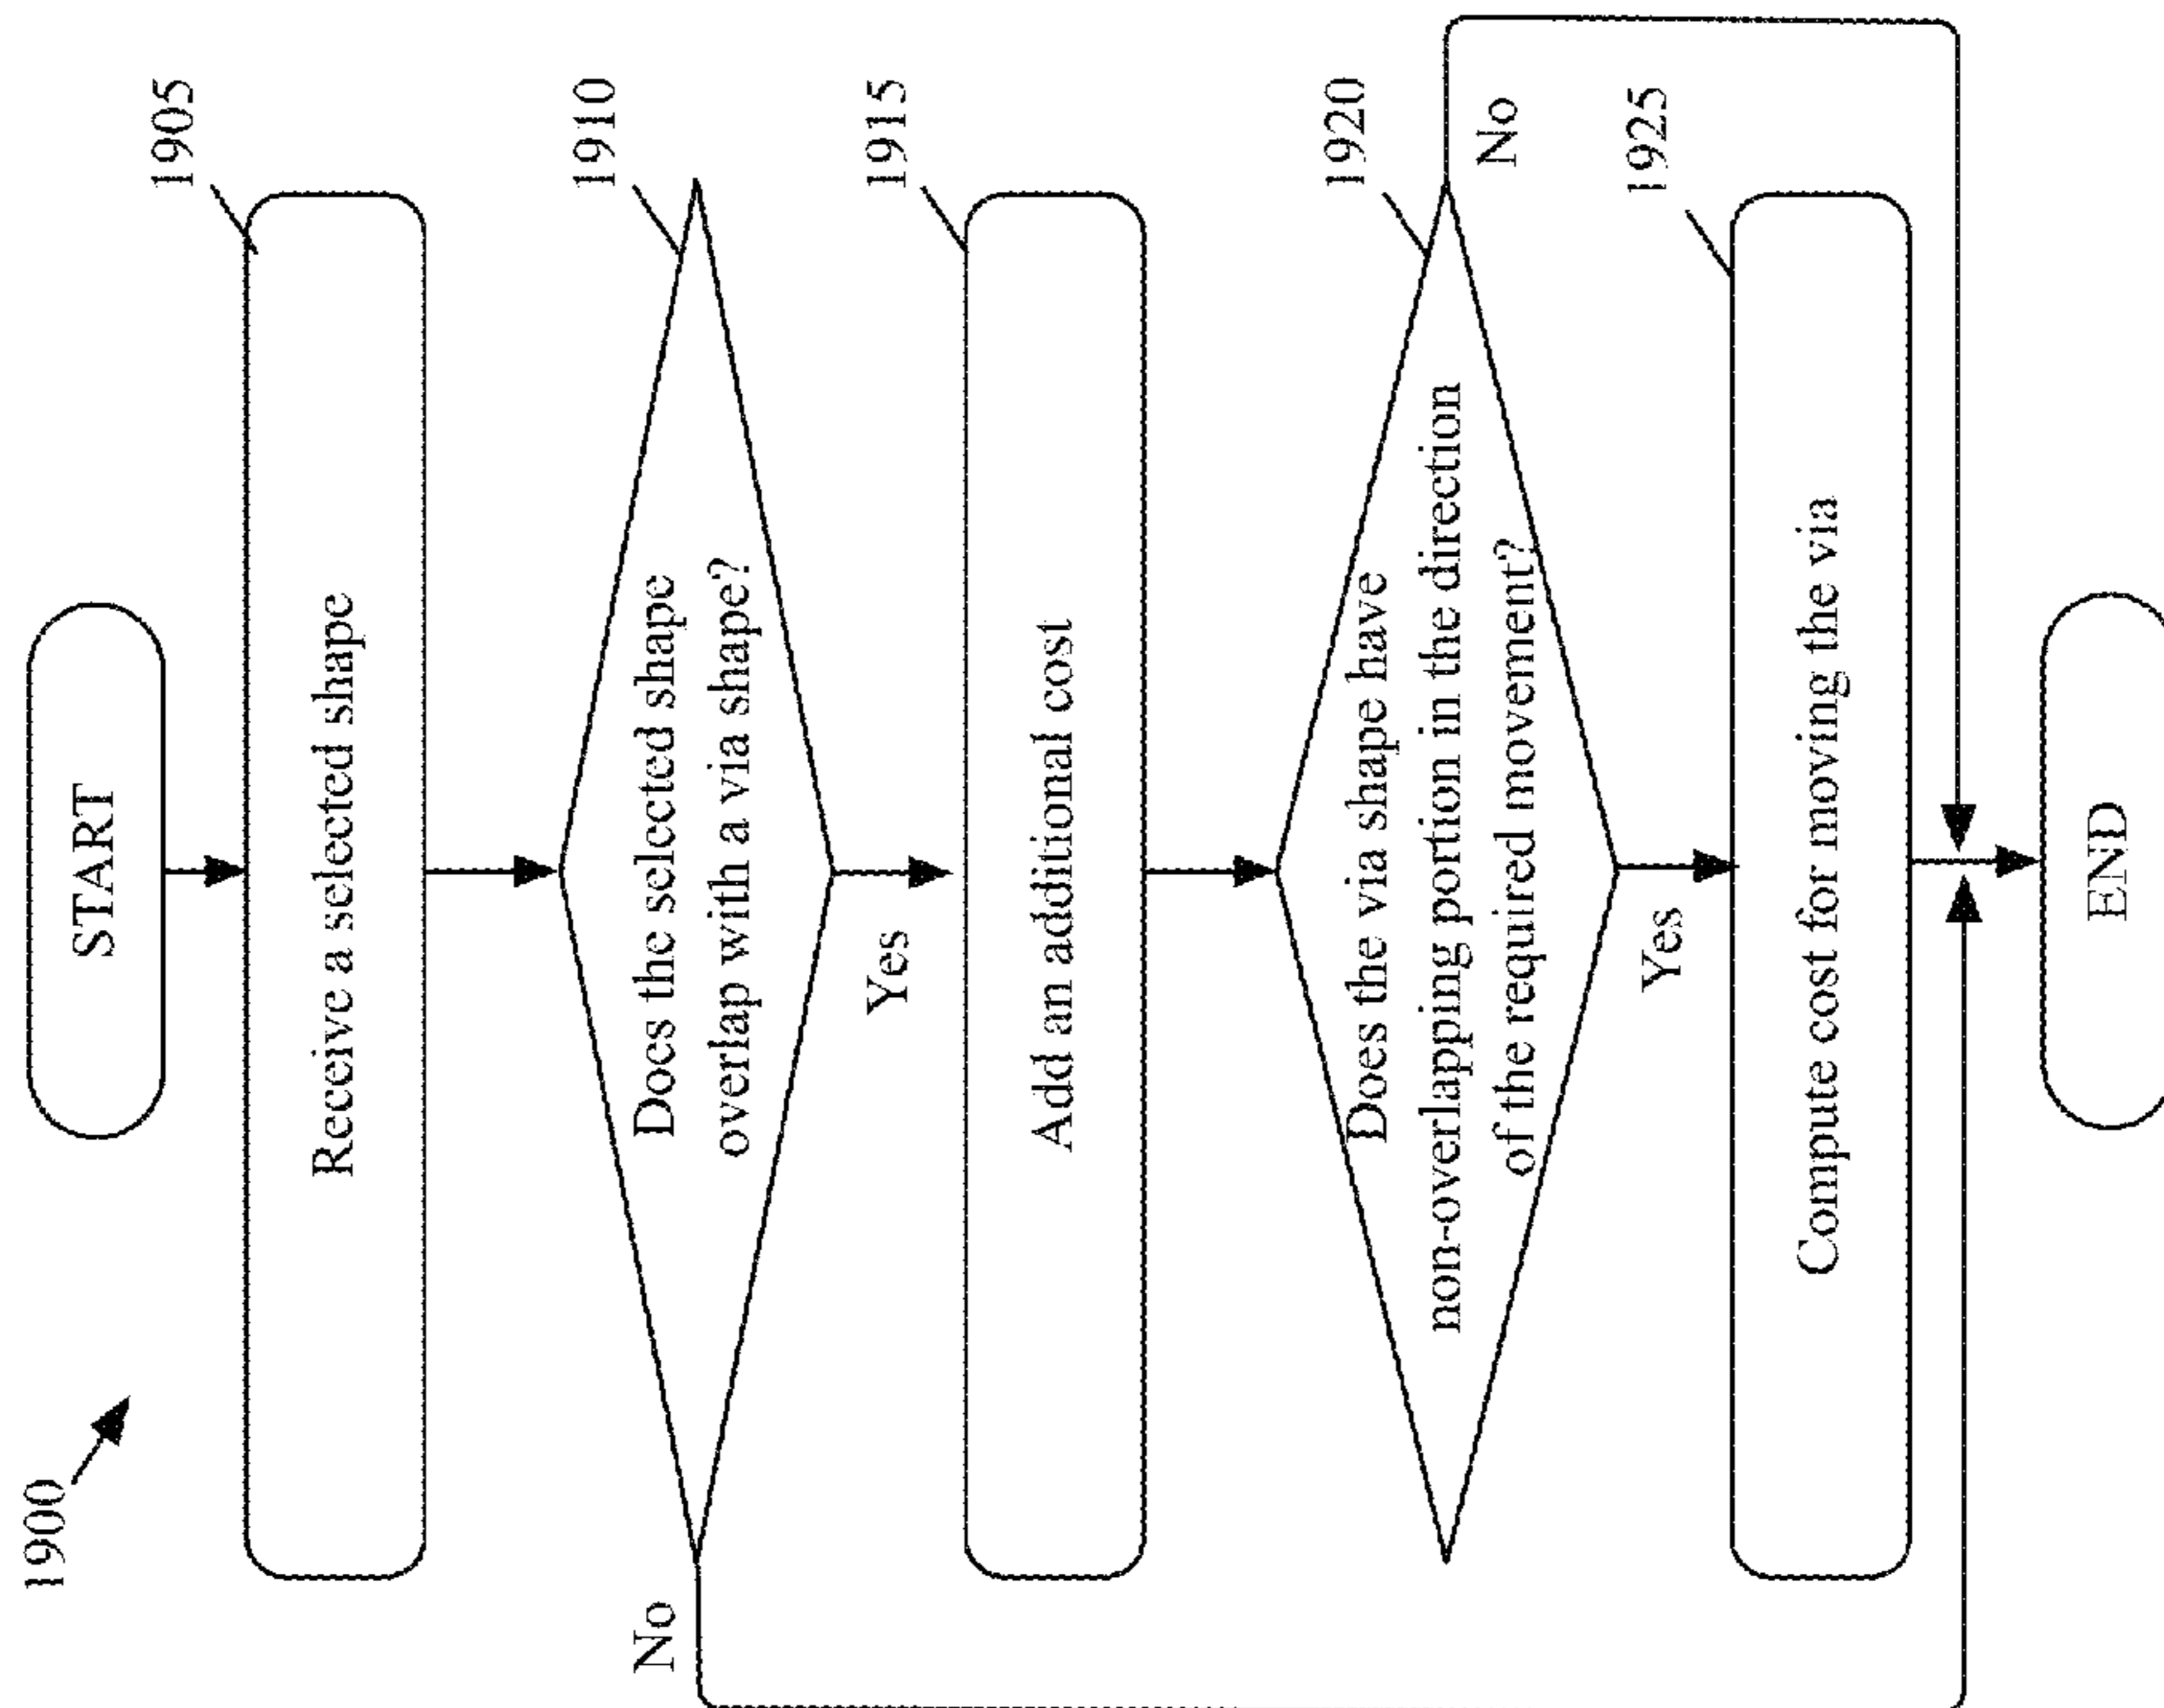 1900
START
1905
Receive a selected shape
1910
Does the selected shape
overlap with a via shape?
No
Yes
1915
Add an additional cost
1920
Does the via shape have
non-overlapping portion in the direction
of the required movement?
No
Yes
1925
Compute cost for moving the via
END